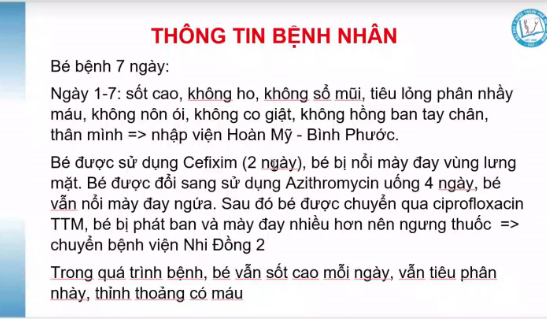 THÔNG TIN BỆNH NHÂN
Bé bệnh 7 ngày:
Ngày 1-7: sốt cao, không ho, không sổ mũi, tiêu lỏng phân nhầy
máu, không nôn ói, không co giật, không hồng ban tay chân,
thân mình => nhập viện Hoàn Mỹ - Bình Phước.
Bé được sử dụng Cefixim (2 ngày), bé bị nổi mày đay vùng lưng
mặt. Bé được đổi sang sử dụng Azithromycin uống 4 ngày, bé
vẫn nổi mày đay ngứa. Sau đó bé được chuyển qua ciprofloxacin
TTM, bé bị phát ban và mày đay nhiều hơn nên ngưng thuốc =>
chuyển bệnh viện Nhi Đồng 2
Trong quá trình bệnh, bé vẫn sốt cao mỗi ngày, vẫn tiêu phân
nhày, thỉnh thoảng có máu